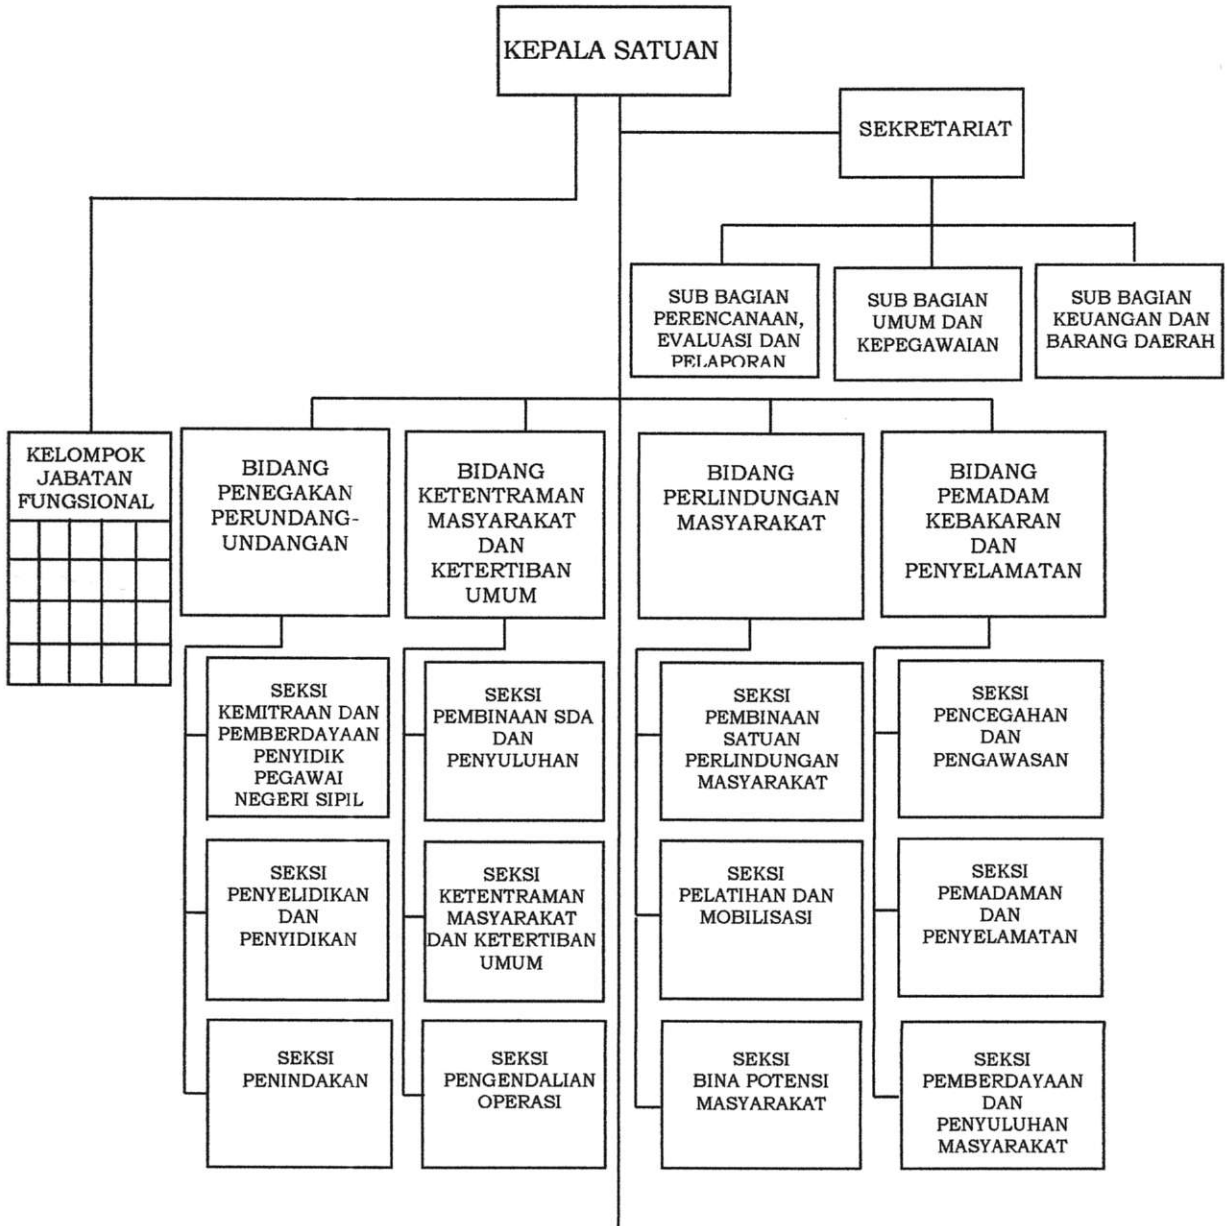 KEPALA SATUAN
SEKRETARIAT
SUB BAGIAN
PERENCANAAN,
EVALUASI DAN
PELAPORAN
SUB BAGIAN
UMUM DAN
KEPEGAWAIAN
SUB BAGIAN
KEUANGAN DAN
BARANG DAERAH
KELOMPOK
JABATAN
FUNGSIONAL
BIDANG
PENEGAKAN
PERUNDANG-
UNDANGAN
BIDANG
KETENTRAMAN
MASYARAKAT
DAN
KETERTIBAN
UMUM
BIDANG
PERLINDUNGAN
MASYARAKAT
BIDANG
PEMADAM
KEBAKARAN
DAN
PENYELAMATAN
SEKSI
KEMITRAAN DAN
PEMBERDAYAAN
PENYIDIK
PEGAWAI
NEGERI SIPIL
SEKSI
PEMBINAAN SDA
DAN
PENYULUHAN
SEKSI
PEMBINAAN
SATUAN
PERLINDUNGAN
MASYARAKAT
SEKSI
PENCEGAHAN
DAN
PENGAWASAN
SEKSI
PENYELIDIKAN
DAN
PENYIDIKAN
SEKSI
KETENTRAMAN
MASYARAKAT
DAN KETERTIBAN
UMUM
SEKSI
PELATIHAN DAN
MOBILISASI
SEKSI
PEMADAMAN
DAN
PENYELAMATAN
SEKSI
PENINDAKAN
SEKSI
PENGENDALIAN
OPERASI
SEKSI
BINA POTENSI
MASYARAKAT
SEKSI
PEMBERDAYAAN
DAN
PENYULUHAN
MASYARAKAT